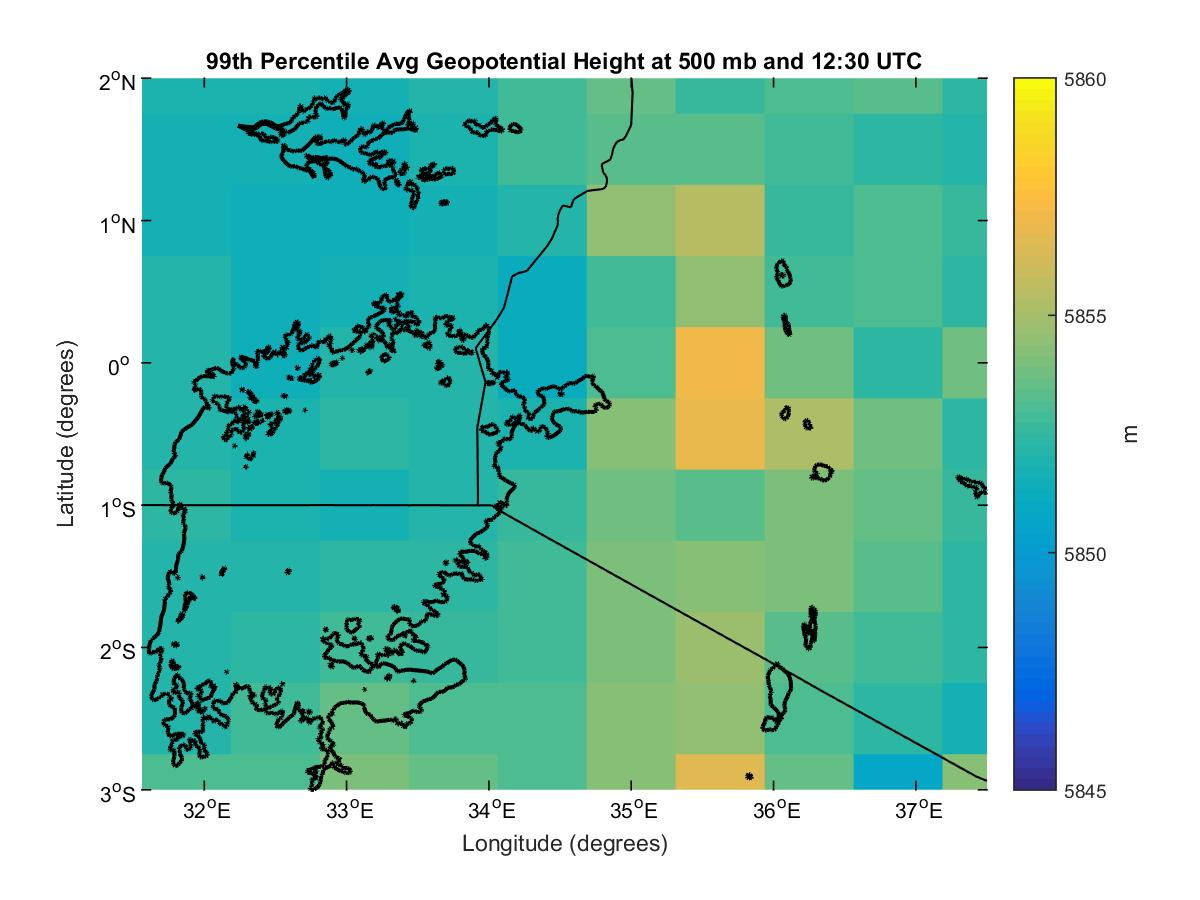 99th Percentile Avg Geopotential Height at 500 mb and 12:30 UTC
2°N
1°N
0°
1°S
2°S
3°S
Latitude (degrees)
32°E 33°E 34°E 35°E 36°E 37°E
Longitude (degrees)
5860
5855
5850
5845
m